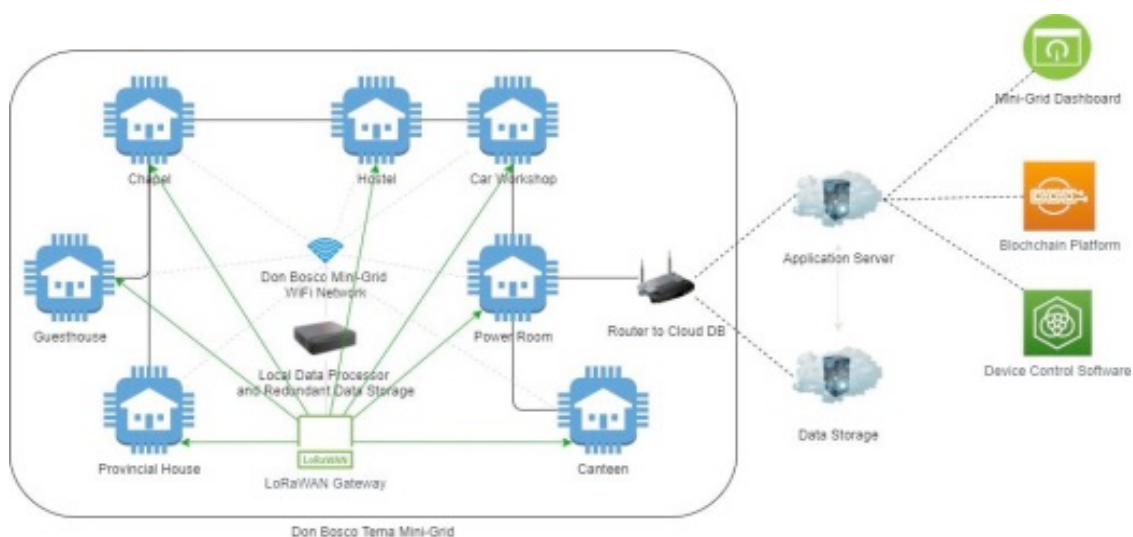 Mini-Grid Dashboard
Chapel
Hostel
Car Workshop
Blochchain Platform
Don Bosco Mini-Grid
WiFi Network
Application Server
Guesthouse
Power Room
Router to Cloud DB
Local Data Processor
and Redundant Data Storage
Device Control Software
Data Storage
LoRaWAN
Provincial House
LoRaWAN Gateway
Canteen
Don Bosco Tema Mini-Grid